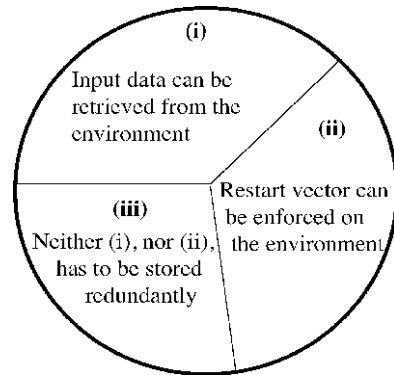 (i)
Input data can be
retrieved from the
environment
(ii)
Restart vector can
be enforced on
the environment
(iii)
Neither (i), nor (ii),
has to be stored
redundantly